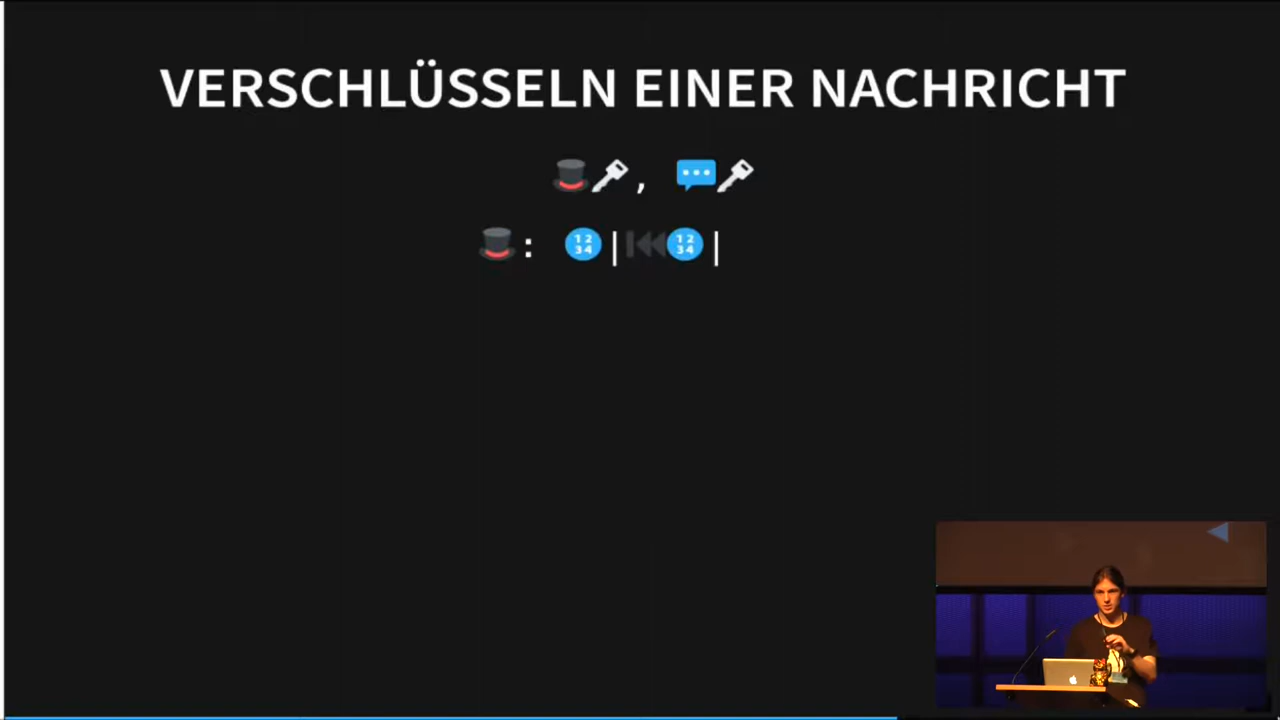 VERSCHLÜSSELN EINER NACHRICHT
🎩🔑, 💬🔑
🎩: 🔢|⏮🔢|